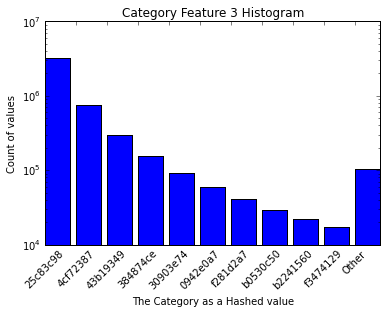 Category Feature 3 Histogram
10^7
10^6
10^5
10^4
Count of values
25c83c98
4cf72387
43b19349
384874ce
30903e74
0942e0a7
f281d2a7
b0530c50
b2241560
f3474129
Other
The Category as a Hashed value